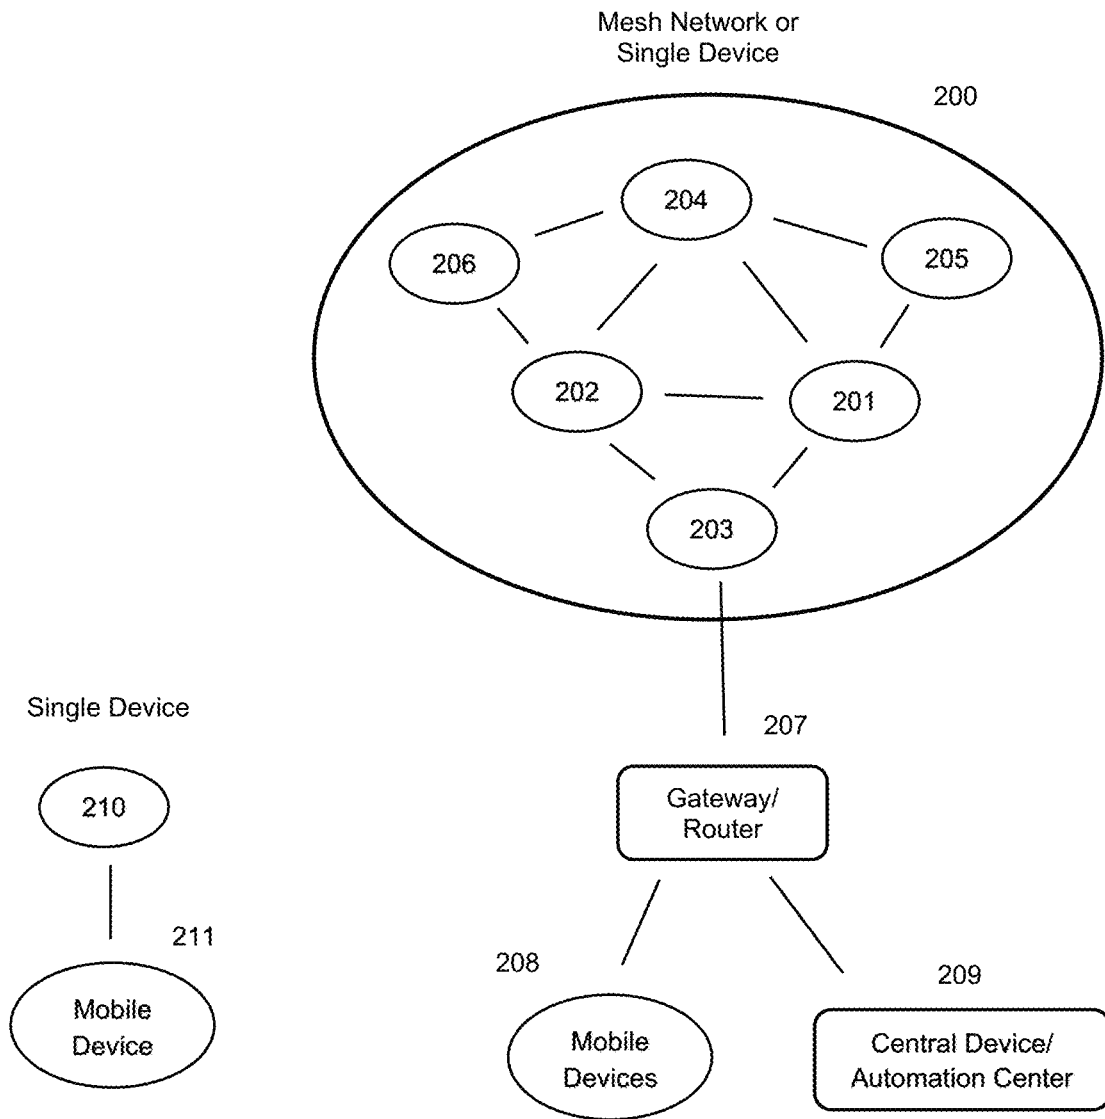 Mesh Network or
Single Device
200
204
206
205
202
201
203
Single Device
207
210
Gateway/
Router
211
208
209
Mobile
Device
Mobile
Devices
Central Device/
Automation Center